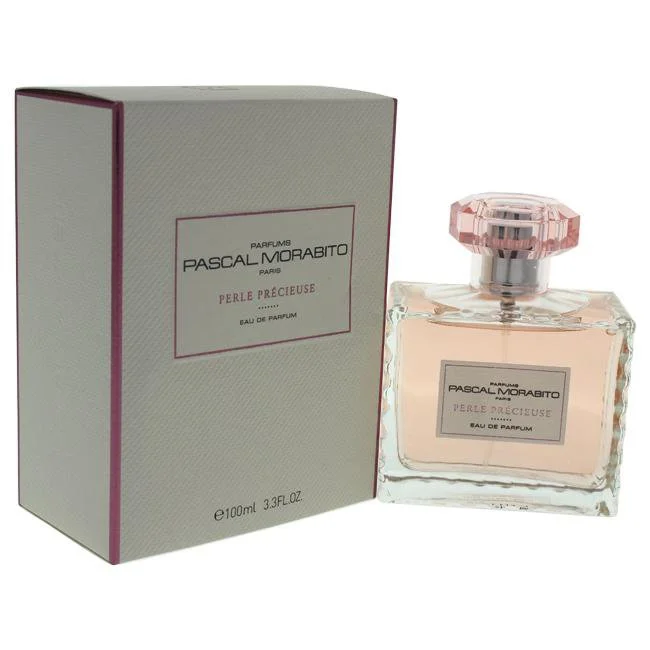 PARFUMS
PASCAL MORABITO
PARIS
PERLE PRÉCIEUSE
EAU DE PARFUM
℮100ml 3.3FL.OZ.
PARFUMS
PASCAL MORABITO
PARIS
PERLE PRÉCIEUSE
EAU DE PARFUM